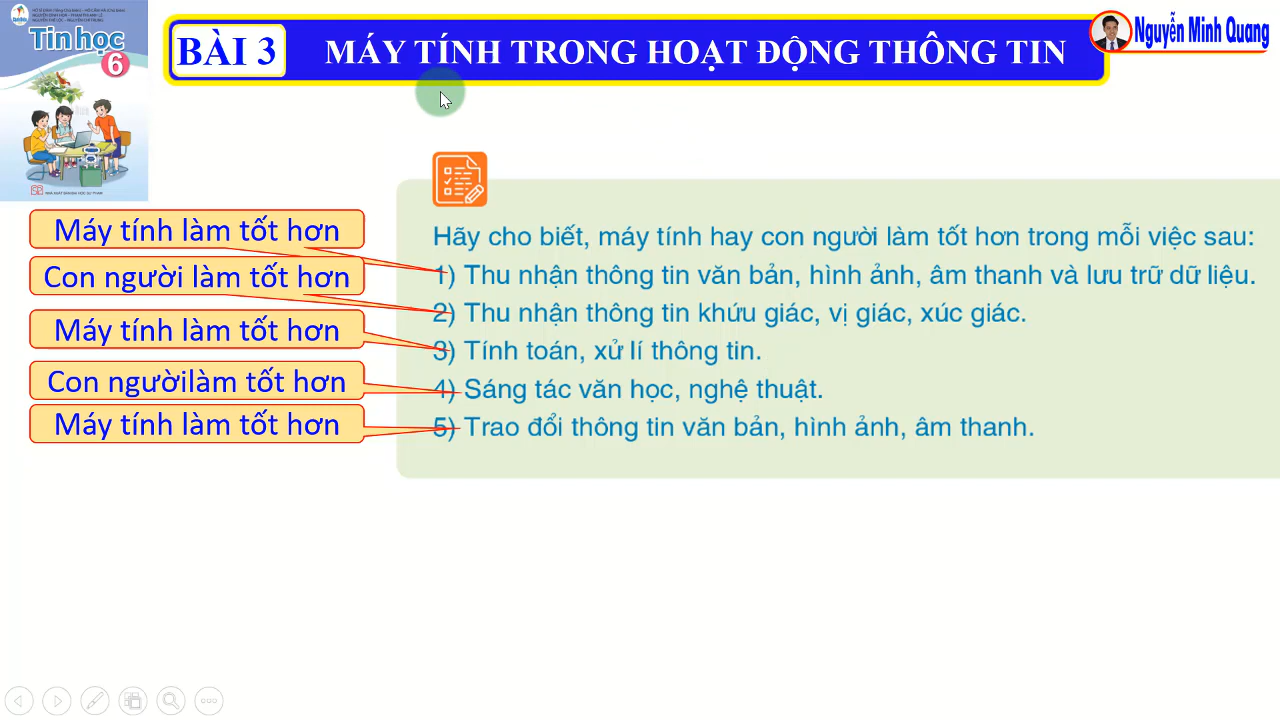 Tin học
6
BÀI 3
MÁY TÍNH TRONG HOẠT ĐỘNG THÔNG TIN
Nguyễn Minh Quang
Hãy cho biết, máy tính hay con người làm tốt hơn trong mỗi việc sau:
Máy tính làm tốt hơn
1) Thu nhận thông tin văn bản, hình ảnh, âm thanh và lưu trữ dữ liệu.
Con người làm tốt hơn
2) Thu nhận thông tin khứu giác, vị giác, xúc giác.
Máy tính làm tốt hơn
3) Tính toán, xử lí thông tin.
Con ngườilàm tốt hơn
4) Sáng tác văn học, nghệ thuật.
Máy tính làm tốt hơn
5) Trao đổi thông tin văn bản, hình ảnh, âm thanh.